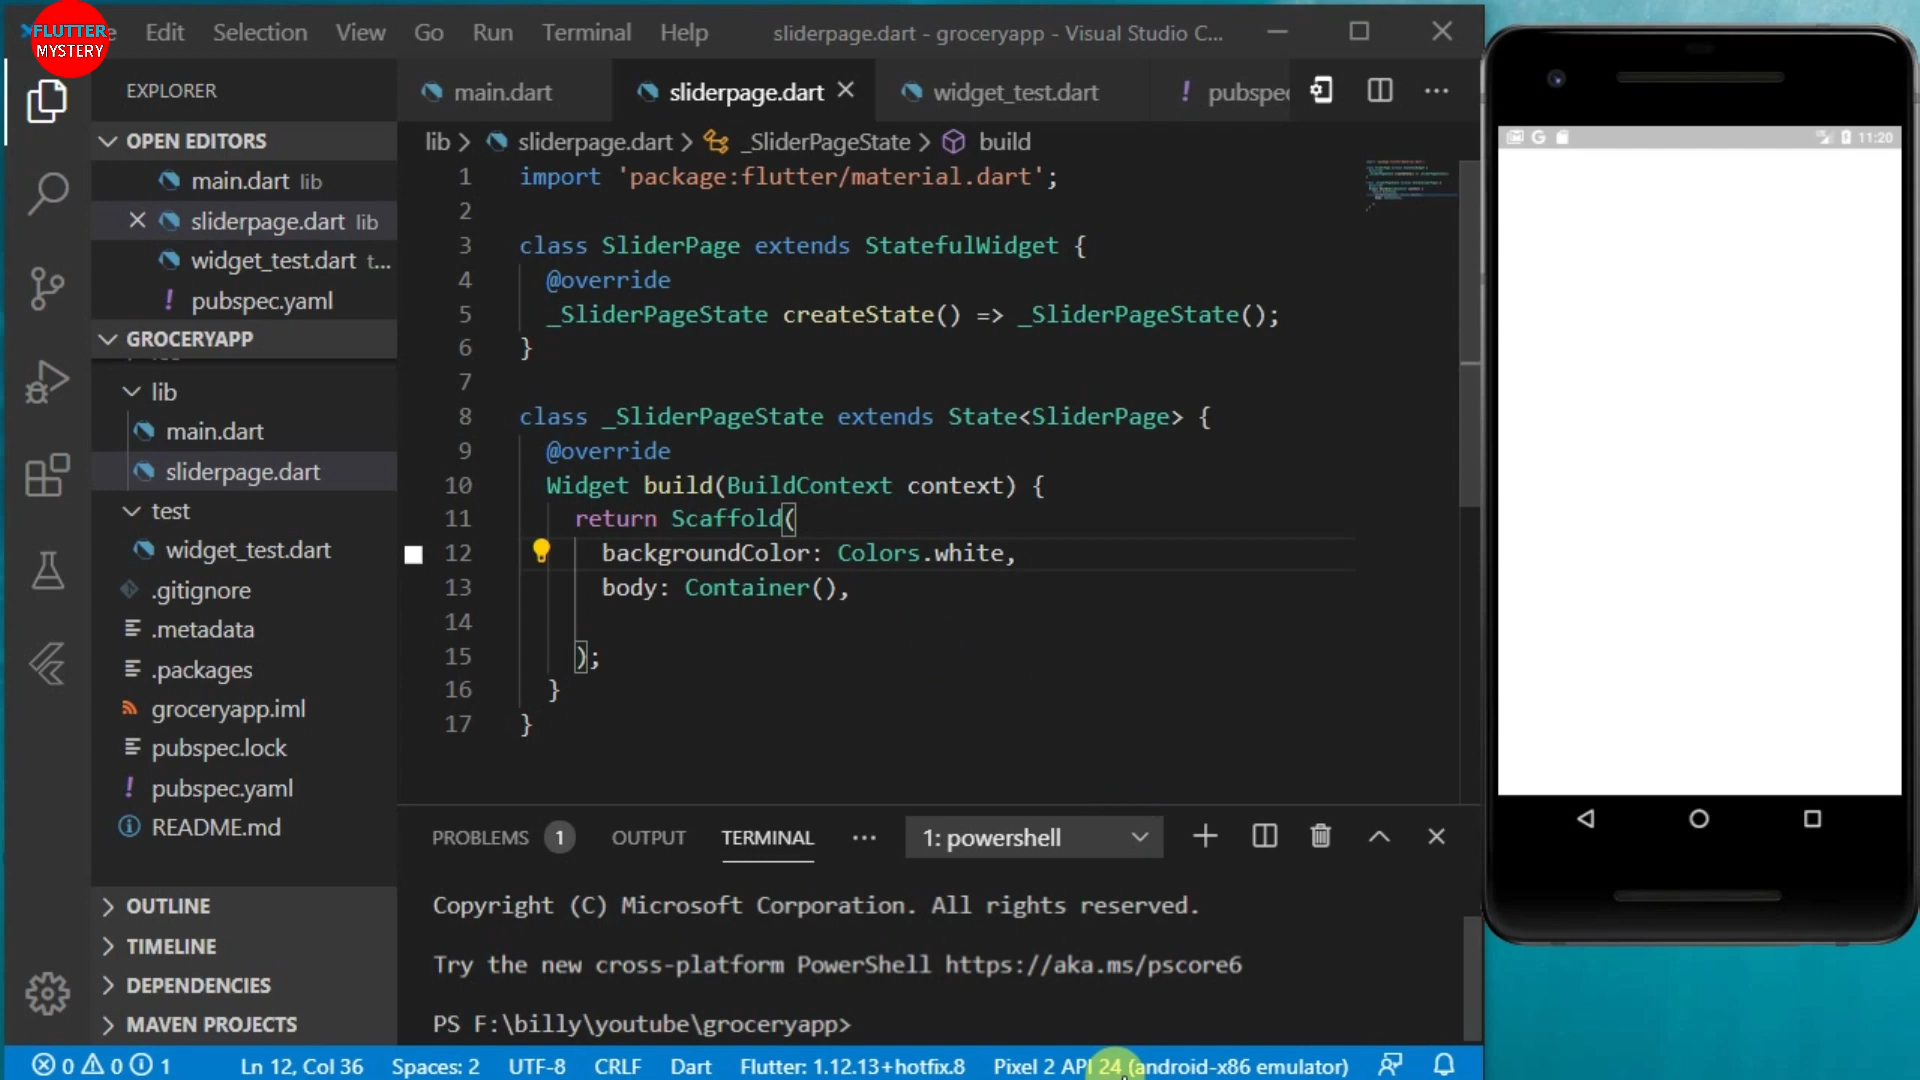 FLUTTER
MYSTERY
Edit Selection View Go Run Terminal Help sliderpage.dart - groceryapp - Visual Studio C...
EXPLORER
OPEN EDITORS
main.dart lib
sliderpage.dart lib
widget_test.dart t...
pubspec.yaml
GROCERYAPP
lib
main.dart
sliderpage.dart
test
widget_test.dart
.gitignore
.metadata
.packages
groceryapp.iml
pubspec.lock
pubspec.yaml
README.md
OUTLINE
TIMELINE
DEPENDENCIES
MAVEN PROJECTS
main.dart sliderpage.dart widget_test.dart pubspec
lib > sliderpage.dart > _SliderPageState > build
1 import 'package:flutter/material.dart';
2
3 class SliderPage extends StatefulWidget {
4 @override
5 _SliderPageState createState() => _SliderPageState();
6 }
7
8 class _SliderPageState extends State<SliderPage> {
9 @override
10 Widget build(BuildContext context) {
11 return Scaffold(
12 backgroundColor: Colors.white,
13 body: Container(),
14
15 );
16 }
17 }
PROBLEMS 1 OUTPUT TERMINAL ... 1: powershell
Copyright (C) Microsoft Corporation. All rights reserved.
Try the new cross-platform PowerShell https://aka.ms/pscore6
PS F:\billy\youtube\groceryapp>
0 0 1 Ln 12, Col 36 Spaces: 2 UTF-8 CRLF Dart Flutter: 1.12.13+hotfix.8 Pixel 2 API 24 (android-x86 emulator)
G 11:20